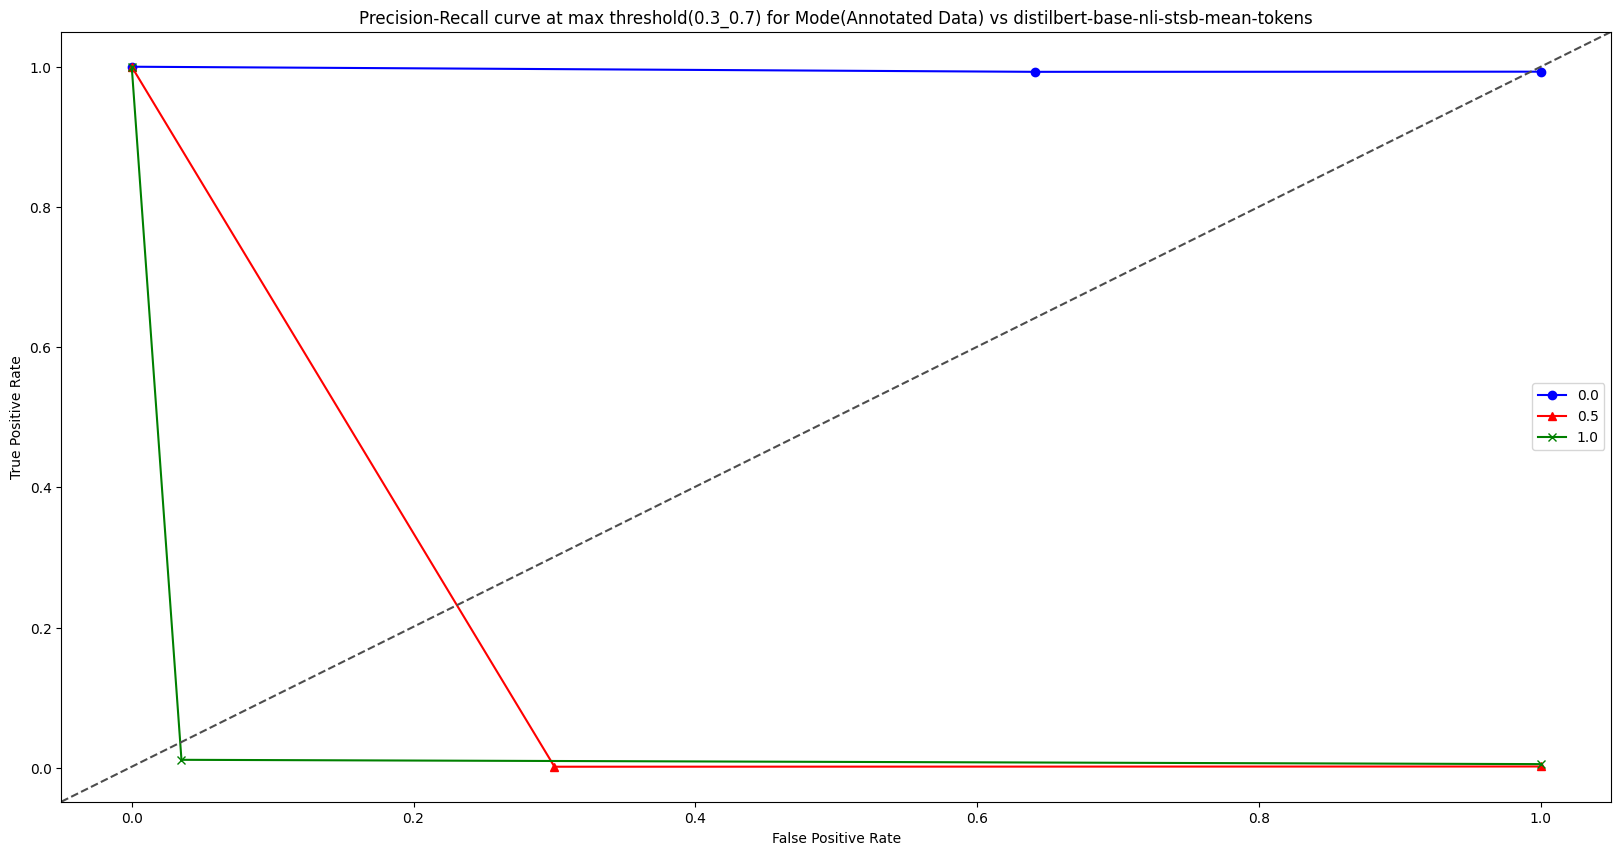 Precision-Recall curve at max threshold(0.3_0.7) for Mode(Annotated Data) vs distilbert-base-nli-stsb-mean-tokens
True Positive Rate
1.0
0.8
0.6
0.4
0.2
0.0
0.0
0.5
1.0
0.0 0.2 0.4 0.6 0.8 1.0
False Positive Rate